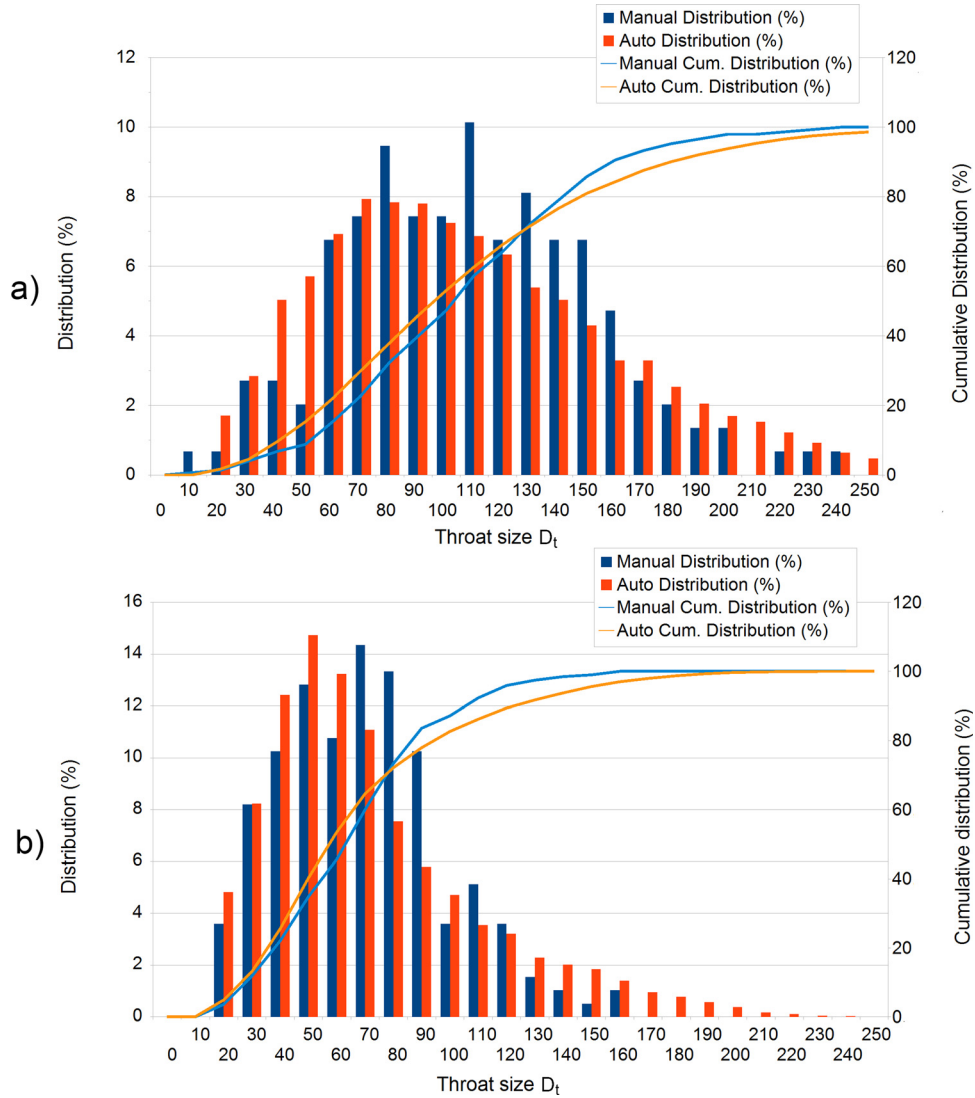 Manual Distribution (%)
Auto Distribution (%)
Manual Cum. Distribution (%)
Auto Cum. Distribution (%)
12
10
8
6
4
2
0
Distribution (%)
a)
120
100
80
60
40
20
0
Cumulative Distribution (%)
10 30 50 70 90 110 130 150 170 190 210 230 250
0 20 40 60 80 100 120 140 160 180 200 220 240
Throat size Dt
Manual Distribution (%)
Auto Distribution (%)
Manual Cum. Distribution (%)
Auto Cum. Distribution (%)
16
14
12
10
8
6
4
2
0
Distribution (%)
b)
120
100
80
60
40
20
0
Cumulative distribution (%)
10 30 50 70 90 110 130 150 170 190 210 230 250
0 20 40 60 80 100 120 140 160 180 200 220 240
Throat size Dt